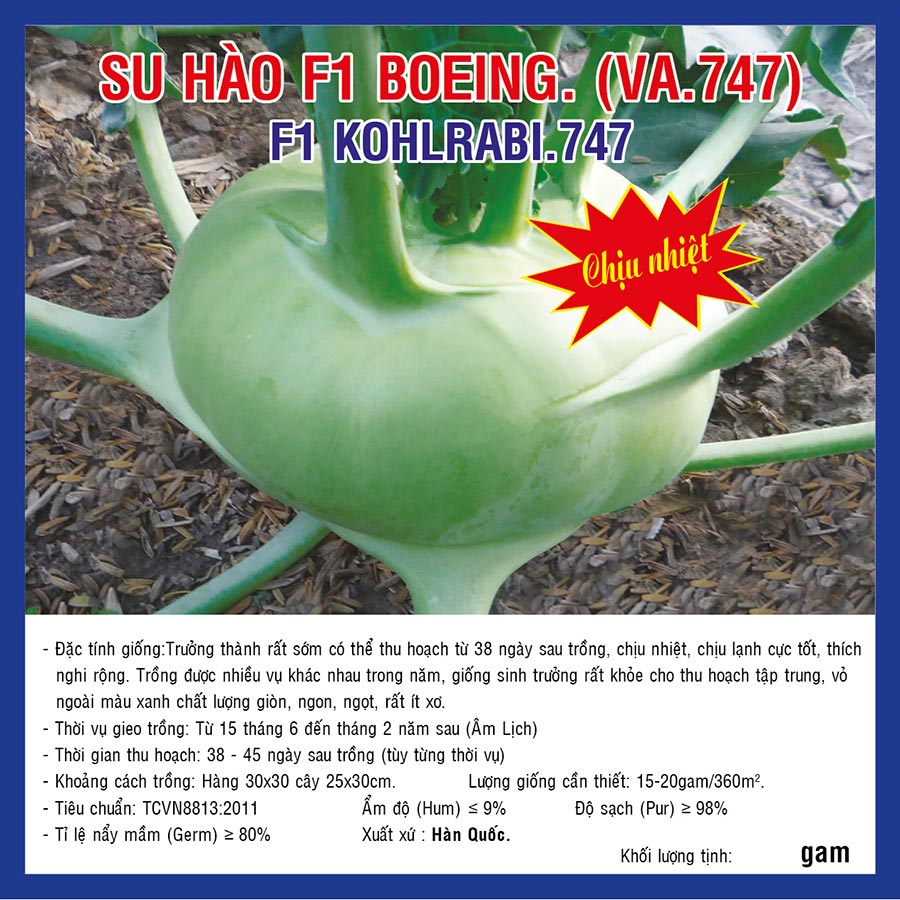 SU HÀO F1 BOEING. (VA.747)
F1 KOHLRABI.747
Chịu nhiệt
- Đặc tính giống:Trưởng thành rất sớm có thể thu hoạch từ 38 ngày sau trồng, chịu nhiệt, chịu lạnh cực tốt, thích
nghi rộng. Trồng được nhiều vụ khác nhau trong năm, giống sinh trưởng rất khỏe cho thu hoạch tập trung, vỏ
ngoài màu xanh chất lượng giòn, ngon, ngọt, rất ít xơ.
- Thời vụ gieo trồng: Từ 15 tháng 6 đến tháng 2 năm sau (Âm Lịch)
- Thời gian thu hoạch: 38 - 45 ngày sau trồng (tùy từng thời vụ)
- Khoảng cách trồng: Hàng 30x30 cây 25x30cm. Lượng giống cần thiết: 15-20gam/360m².
- Tiêu chuẩn: TCVN8813:2011 Ẩm độ (Hum) ≤ 9% Độ sạch (Pur) ≥ 98%
- Tỉ lệ nẩy mầm (Germ) ≥ 80% Xuất xứ : Hàn Quốc.
Khối lượng tịnh: gam